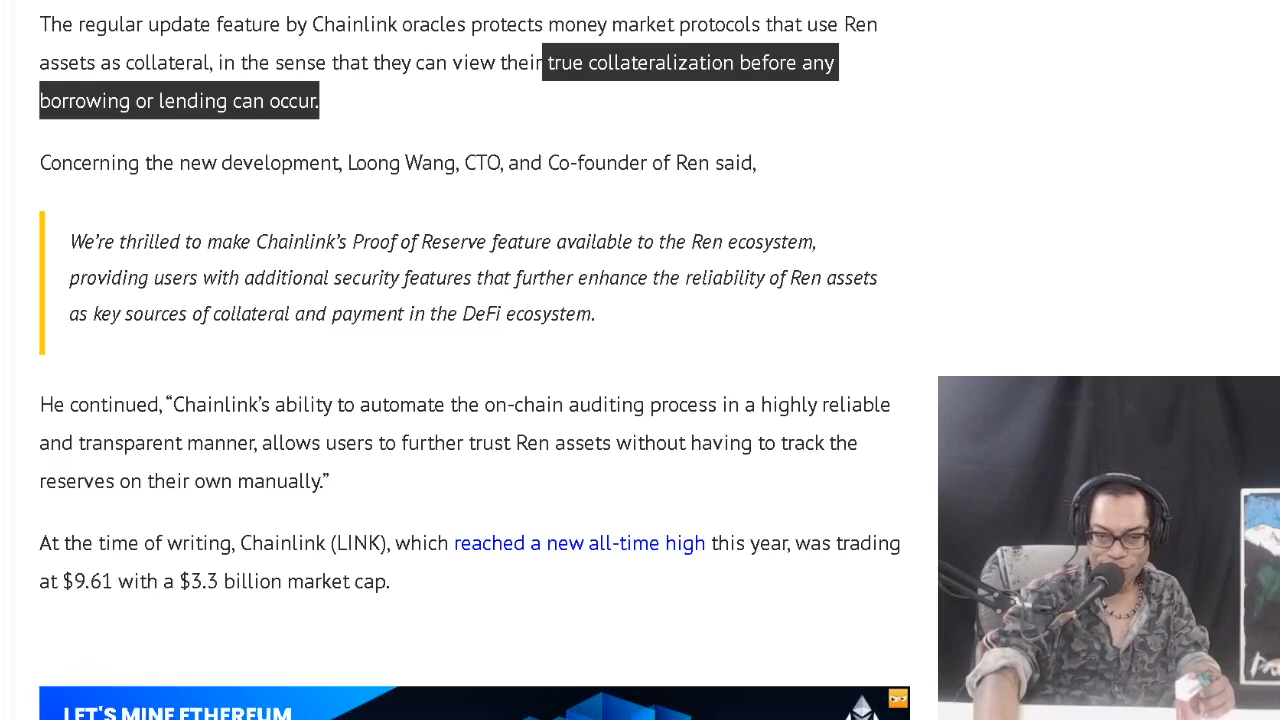 The regular update feature by Chainlink oracles protects money market protocols that use Ren
assets as collateral, in the sense that they can view their true collateralization before any
borrowing or lending can occur.
Concerning the new development, Loong Wang, CTO, and Co-founder of Ren said,
We're thrilled to make Chainlink's Proof of Reserve feature available to the Ren ecosystem,
providing users with additional security features that further enhance the reliability of Ren assets
as key sources of collateral and payment in the DeFi ecosystem.
He continued, “Chainlink's ability to automate the on-chain auditing process in a highly reliable
and transparent manner, allows users to further trust Ren assets without having to track the
reserves on their own manually.”
At the time of writing, Chainlink (LINK), which reached a new all-time high this year, was trading
at $9.61 with a $3.3 billion market cap.
LET'S MINE ETHEREUM